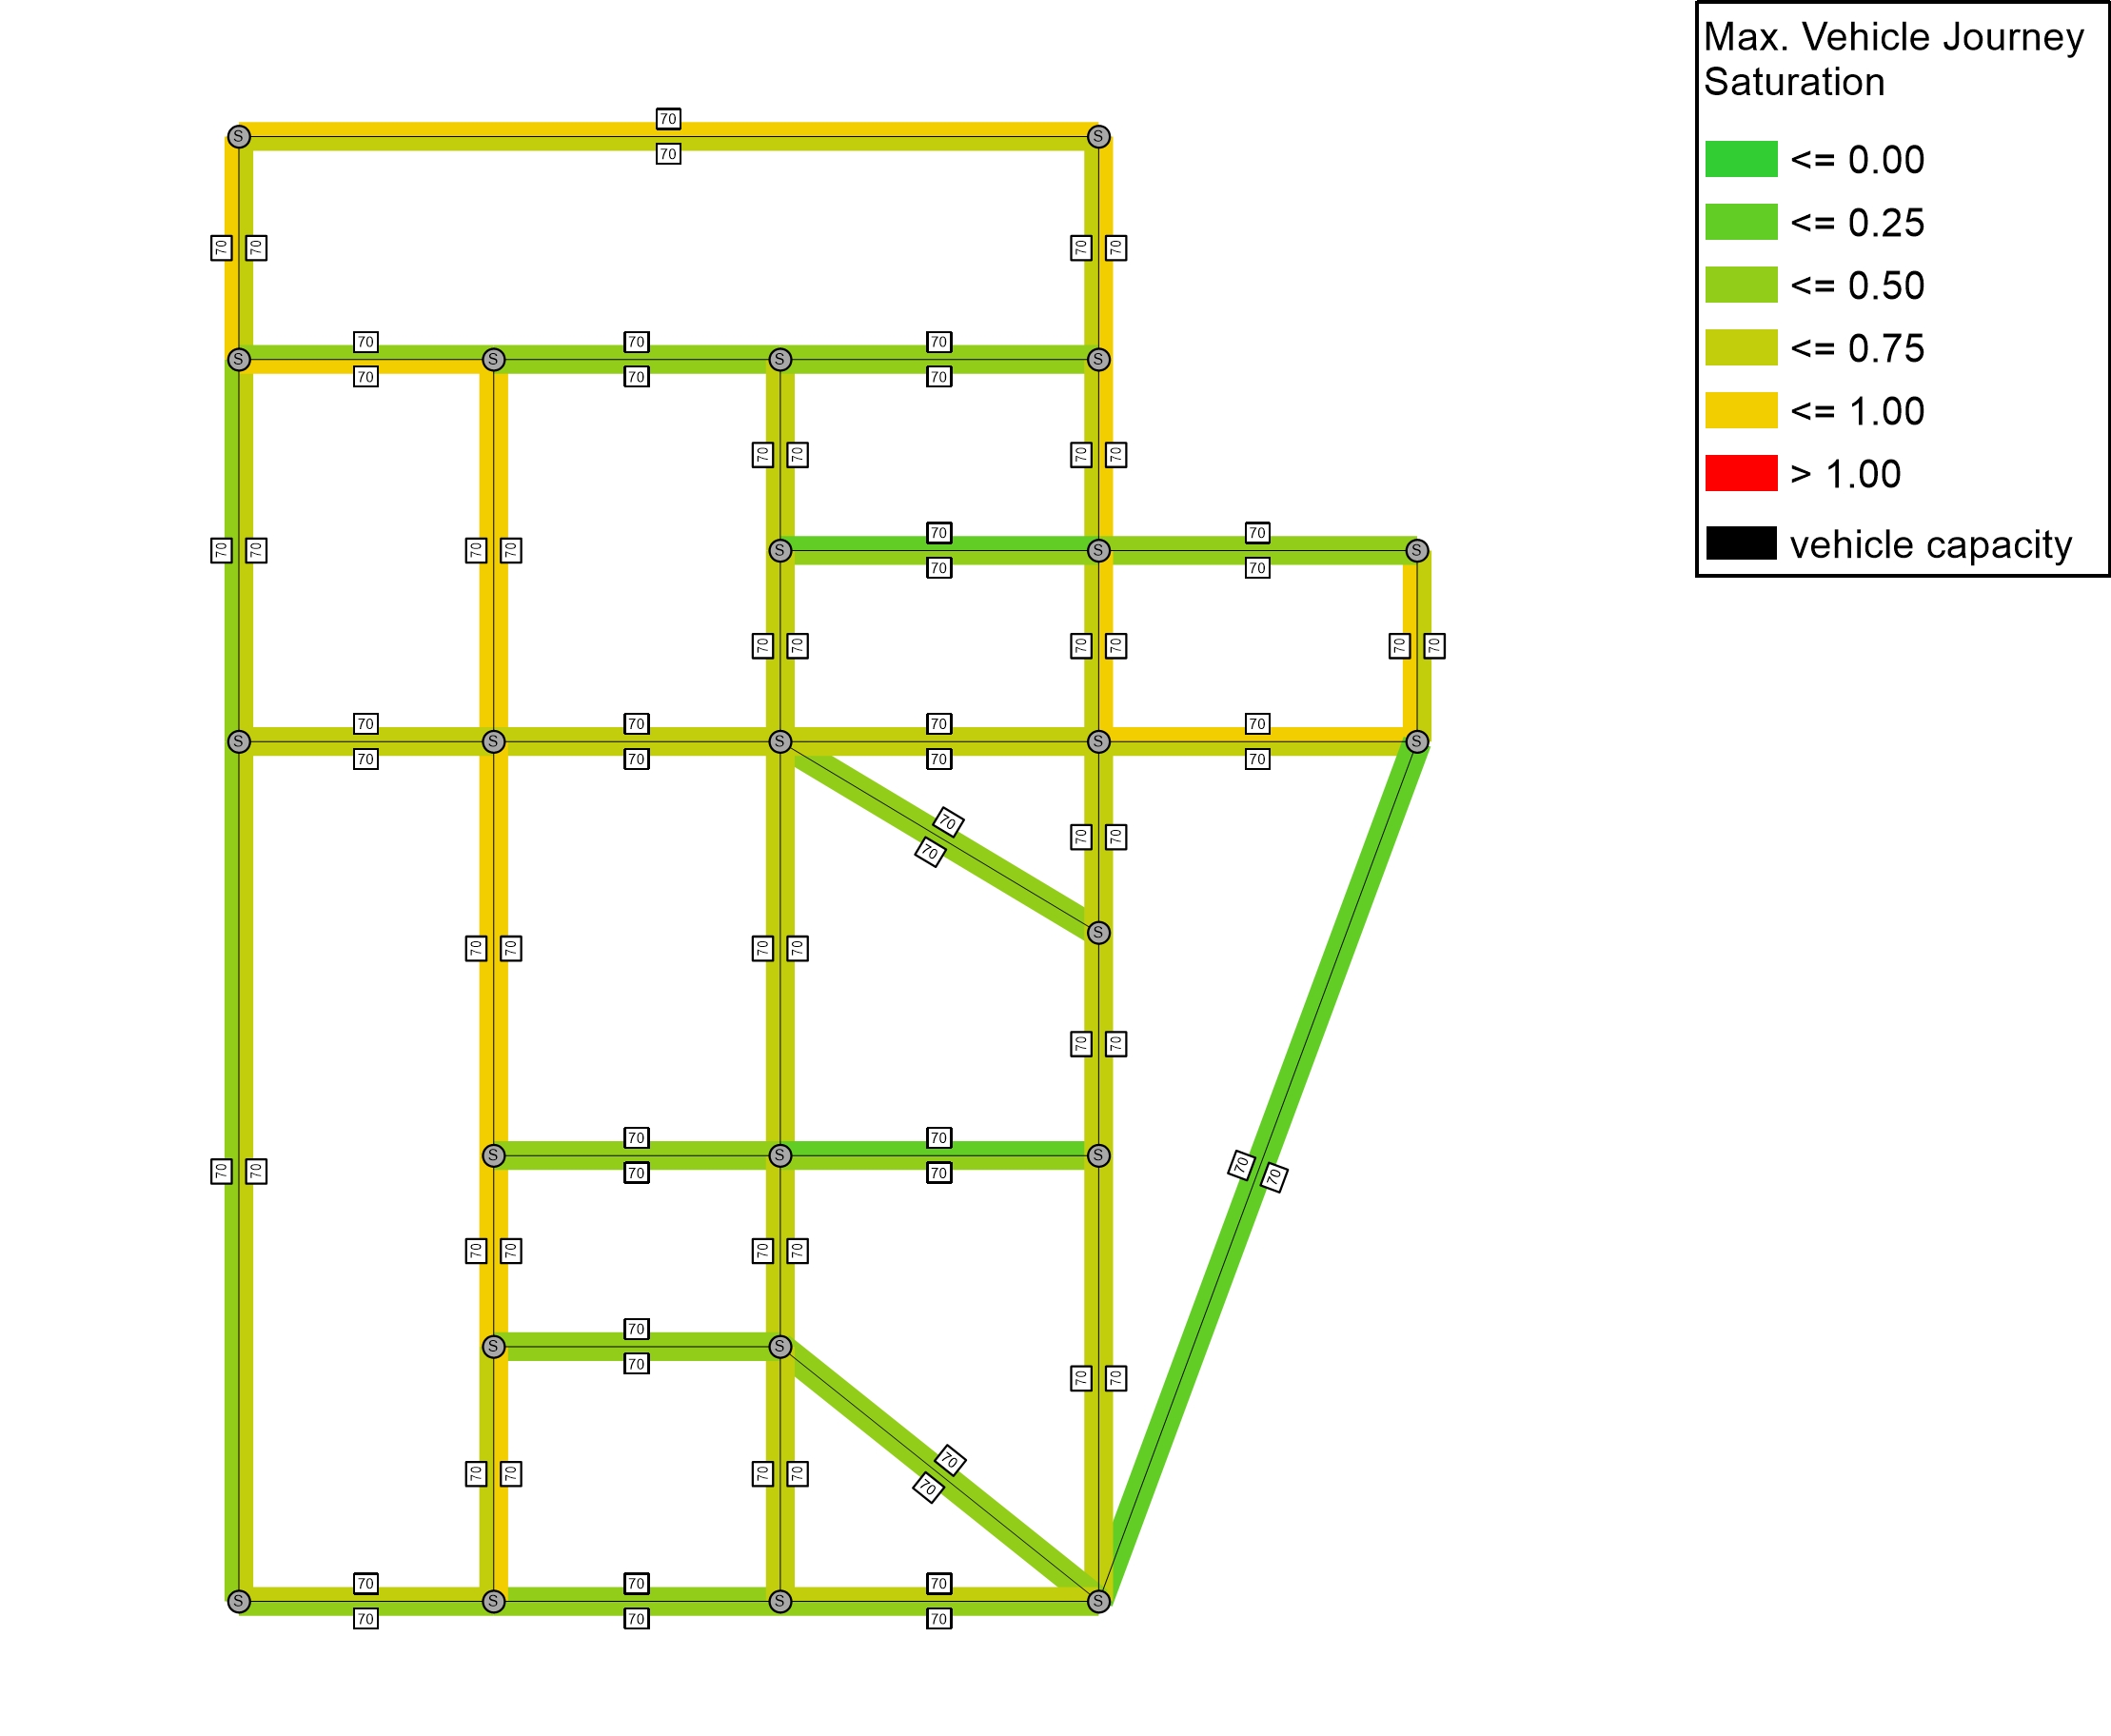 Max. Vehicle Journey
Saturation
<= 0.00
<= 0.25
<= 0.50
<= 0.75
<= 1.00
> 1.00
vehicle capacity
70
S S
70
70 70 70 70
70 70 70
S S S S
70 70 70
70 70 70 70
70 70
70 70 70 70 S S S
70 70
70 70 70 70 70 70
70 70 70 70
S S S S S
70 70 70 70
70
70 70
70
S
70 70 70 70
70 70
70 70
S S S
70 70 70 70
70 70
70 70 70 70
70
S S
70
70 70
70
70 70 70 70
70
70 70 70
S S S S
70 70 70